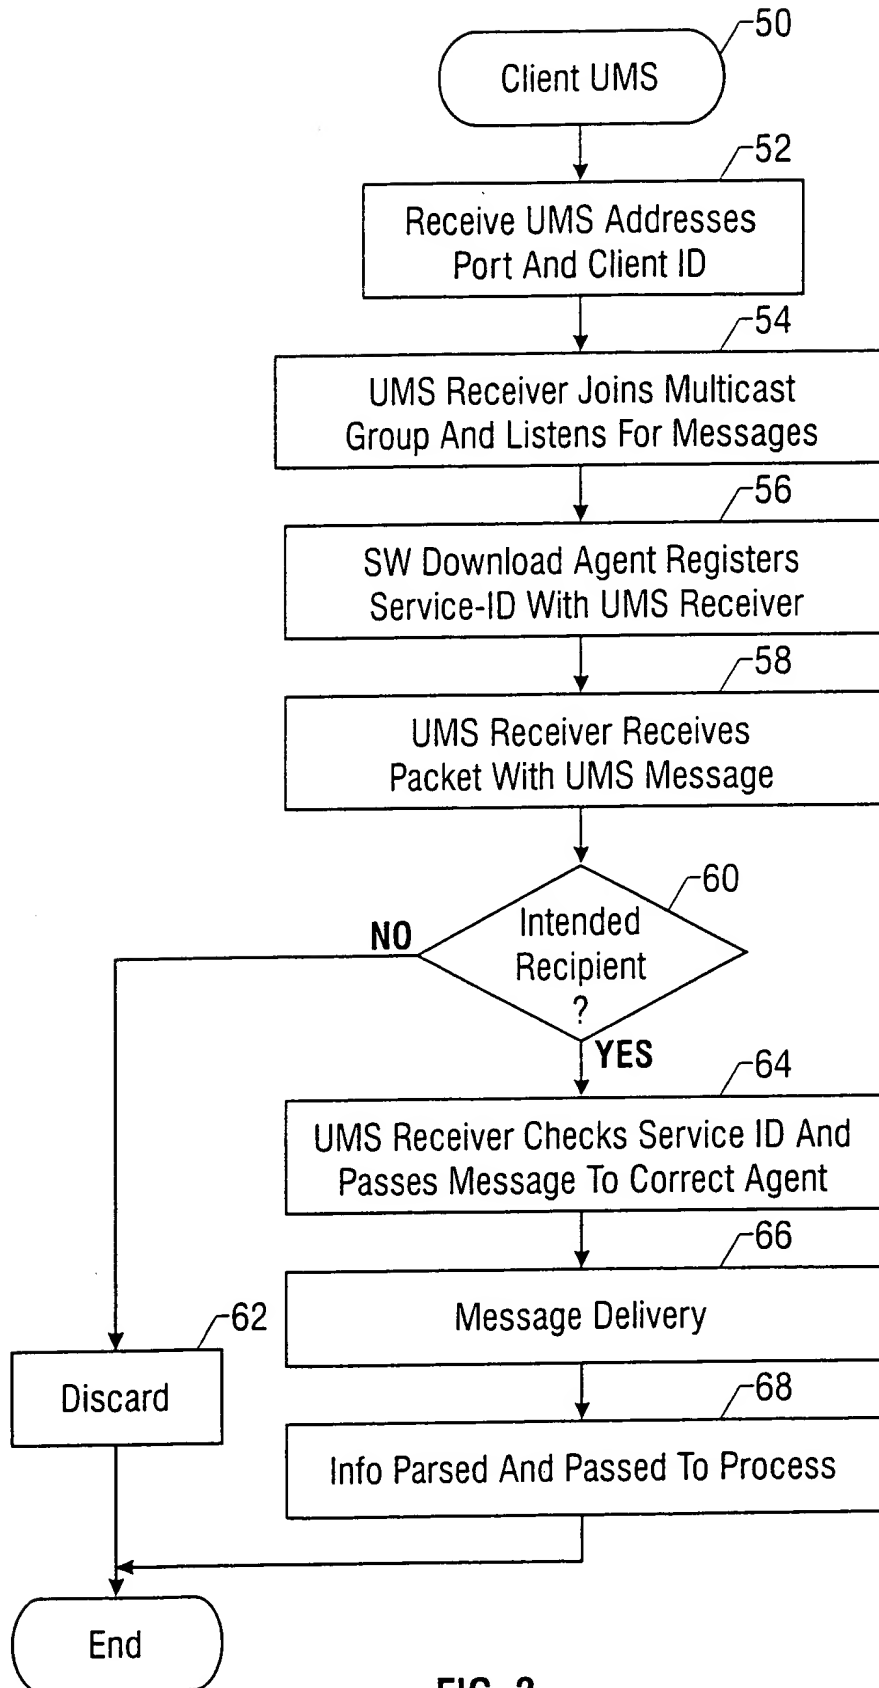 50
Client UMS
52
Receive UMS Addresses
Port And Client ID
54
UMS Receiver Joins Multicast
Group And Listens For Messages
56
SW Download Agent Registers
Service-ID With UMS Receiver
58
UMS Receiver Receives
Packet With UMS Message
60
NO
Intended
Recipient
?
YES
64
UMS Receiver Checks Service ID And
Passes Message To Correct Agent
66
Message Delivery
62
Discard
68
Info Parsed And Passed To Process
End